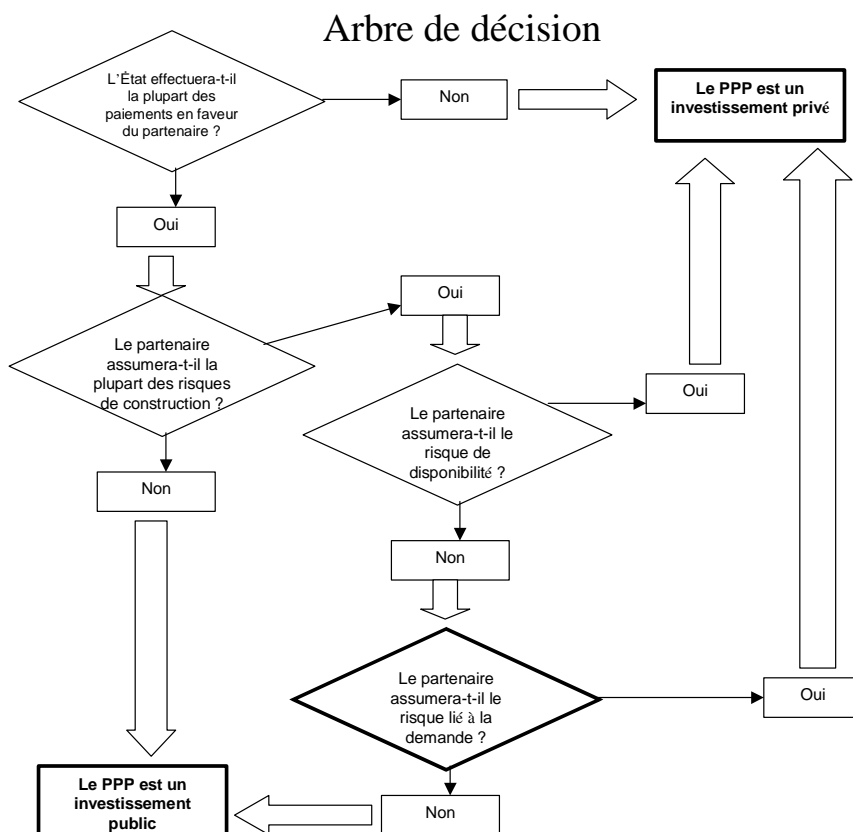 Arbre de décision
L'État effectuera-t-il
la plupart des
paiements en faveur
du partenaire ?
Non
Le PPP est un
investissement privé
Oui
Oui
Le partenaire
assumera-t-il la
plupart des risques
de construction ?
Le partenaire
assumera-t-il le
risque de
disponibilité ?
Oui
Non
Non
Le partenaire
assumera-t-il le
risque lié à la
demande ?
Oui
Le PPP est un
investissement
public
Non